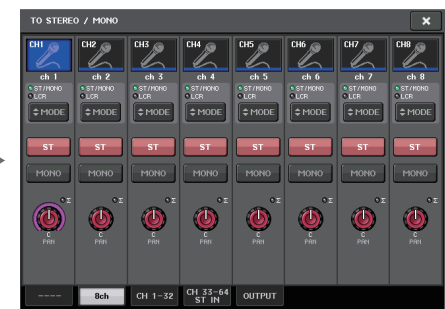 TO STEREO / MONO
CH1 CH2 CH3 CH4 CH5 CH6 CH7 CH8
ch 1 ch 2 ch 3 ch 4 ch 5 ch 6 ch 7 ch 8
ST/MONO ST/MONO ST/MONO ST/MONO ST/MONO ST/MONO ST/MONO ST/MONO
LCR LCR LCR LCR LCR LCR LCR LCR
MODE MODE MODE MODE MODE MODE MODE MODE
ST ST ST ST ST ST ST ST
MONO MONO MONO MONO MONO MONO MONO MONO
Σ Σ Σ Σ Σ Σ Σ Σ
C C C C C C C C
PAN PAN PAN PAN PAN PAN PAN PAN
---- 8ch CH 1-32 CH 33-64 ST IN OUTPUT